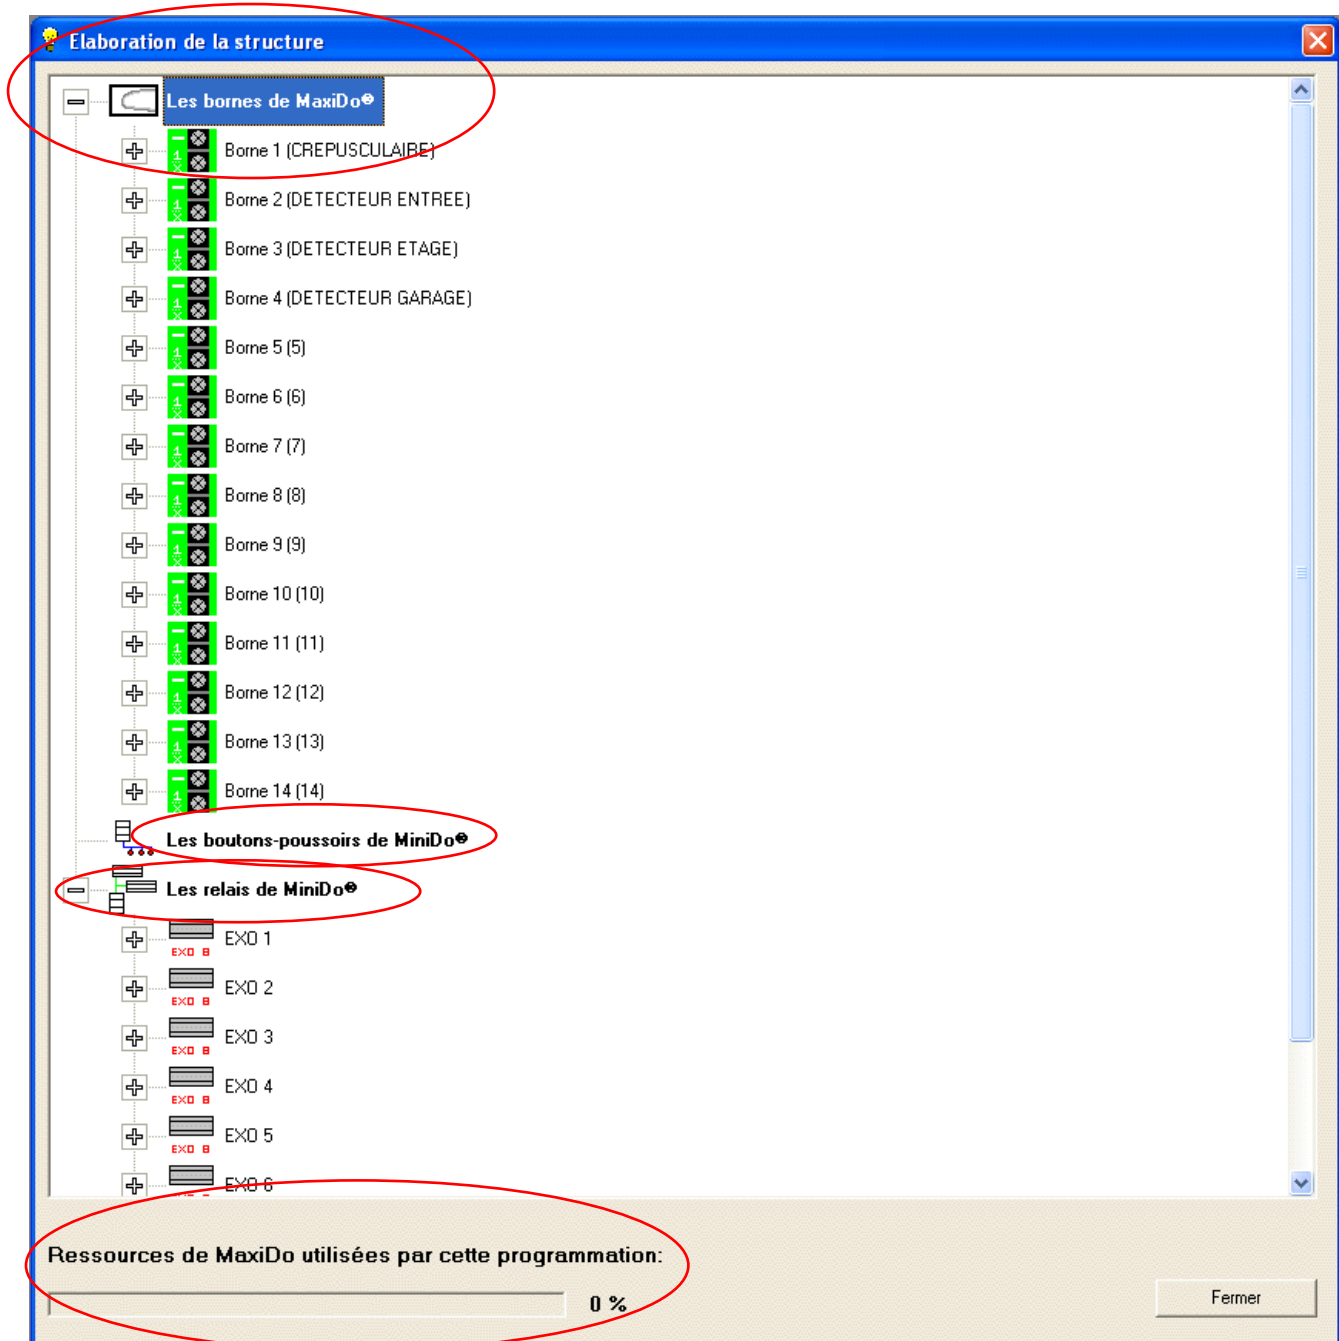 Elaboration de la structure
Les bornes de MaxiDo®
Borne 1 (CREPUSCULAIRE)
Borne 2 (DETECTEUR ENTREE)
Borne 3 (DETECTEUR ETAGE)
Borne 4 (DETECTEUR GARAGE)
Borne 5 (5)
Borne 6 (6)
Borne 7 (7)
Borne 8 (8)
Borne 9 (9)
Borne 10 (10)
Borne 11 (11)
Borne 12 (12)
Borne 13 (13)
Borne 14 (14)
Les boutons-poussoirs de MiniDo®
Les relais de MiniDo®
EXO 8 EXO 1
EXO 8 EXO 2
EXO 8 EXO 3
EXO 8 EXO 4
EXO 8 EXO 5
EXO 6
Ressources de MaxiDo utilisées par cette programmation:
0 %
Fermer